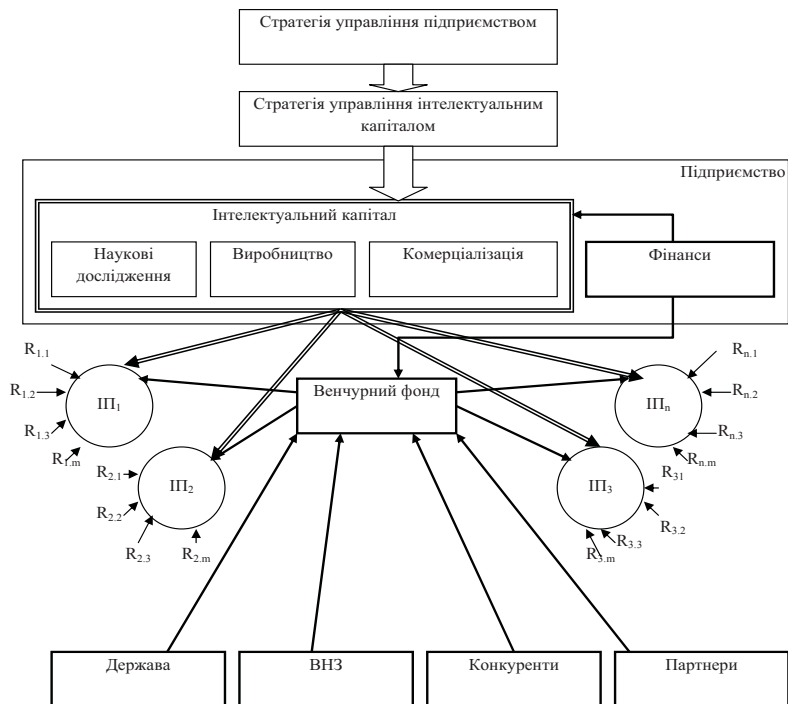 Стратегія управління підприємством
Стратегія управління інтелектуальним
капіталом
Підприємство
Інтелектуальний капітал
Наукові
дослідження
Виробництво
Комерціалізація
Фінанси
R1.1
R1.2
R1.3
R1.m
ІП1
Венчурний фонд
ІПn
Rn.1
Rn.2
Rn.3
Rn.m
R2.1
R2.2
R2.3
R2.m
ІП2
ІП3
R31
R3.2
R3.3
R3.m
Держава
ВНЗ
Конкуренти
Партнери